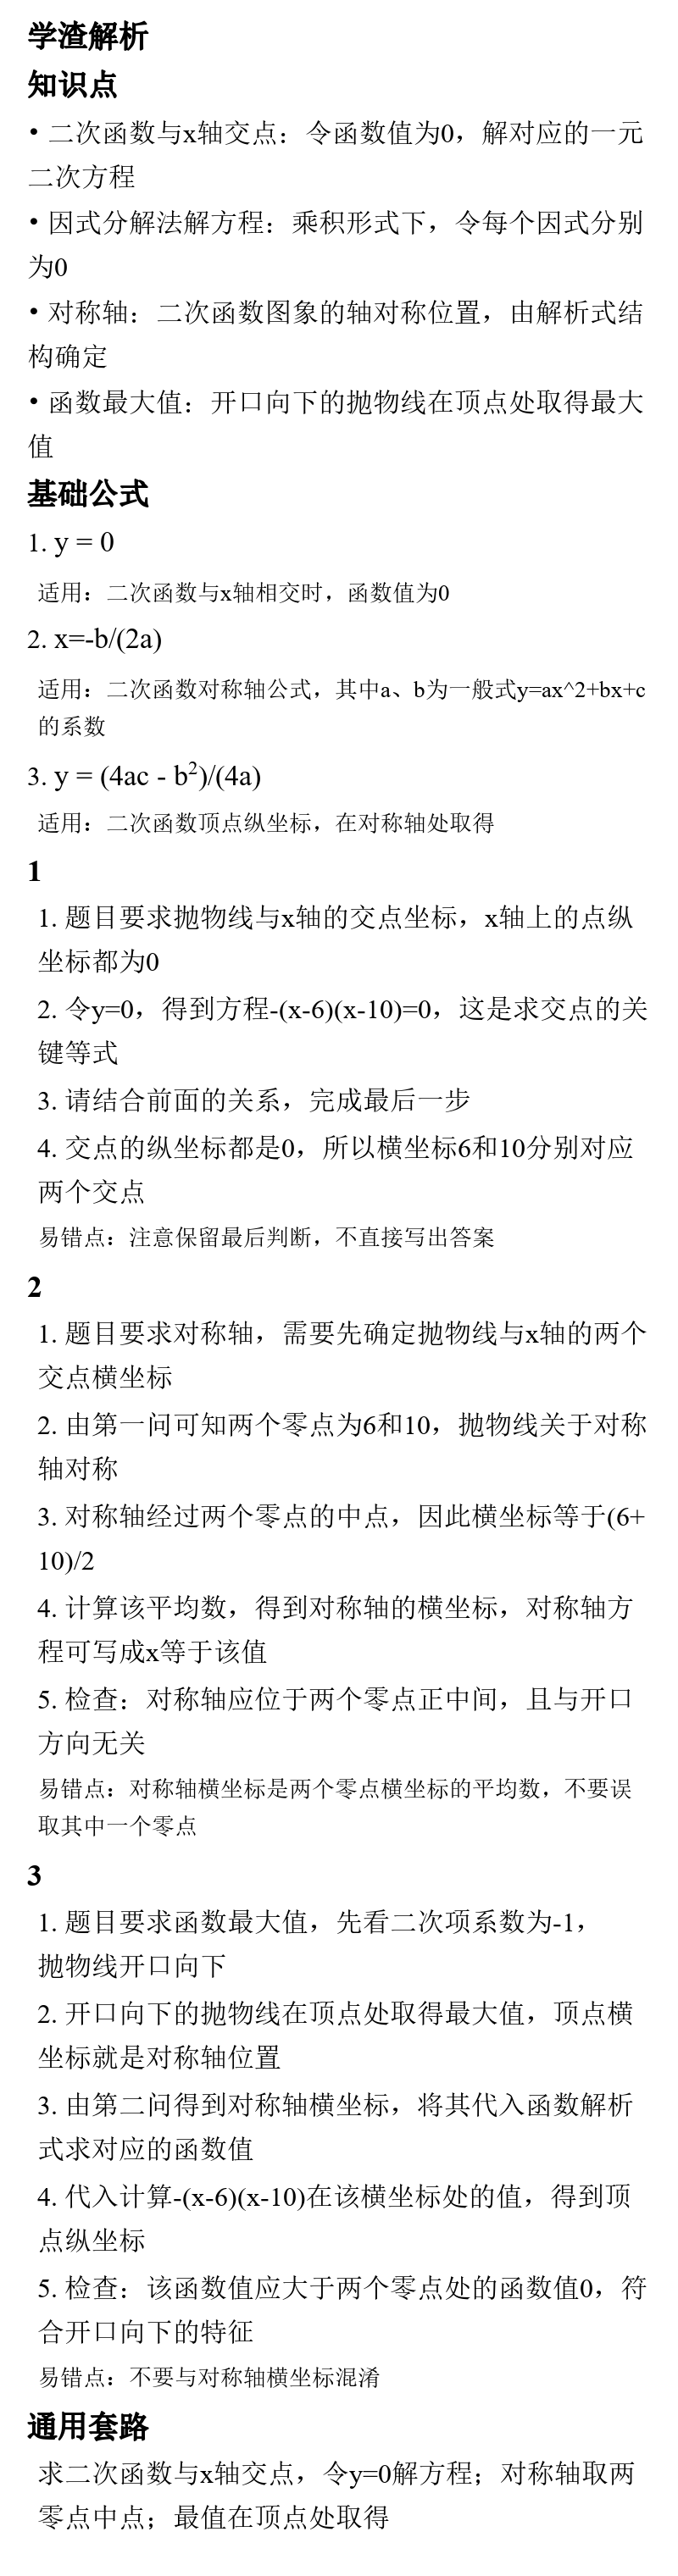 学渣解析
知识点
• 二次函数与x轴交点：令函数值为0，解对应的一元
二次方程
• 因式分解法解方程：乘积形式下，令每个因式分别
为0
• 对称轴：二次函数图象的轴对称位置，由解析式结
构确定
• 函数最大值：开口向下的抛物线在顶点处取得最大
值
基础公式
1. y = 0
适用：二次函数与x轴相交时，函数值为0
2. x=-b/(2a)
适用：二次函数对称轴公式，其中a、b为一般式y=ax^2+bx+c
的系数
3. y = (4ac - b²)/(4a)
适用：二次函数顶点纵坐标，在对称轴处取得
1
1. 题目要求抛物线与x轴的交点坐标，x轴上的点纵
坐标都为0
2. 令y=0，得到方程-(x-6)(x-10)=0，这是求交点的关
键等式
3. 请结合前面的关系，完成最后一步
4. 交点的纵坐标都是0，所以横坐标6和10分别对应
两个交点
易错点：注意保留最后判断，不直接写出答案
2
1. 题目要求对称轴，需要先确定抛物线与x轴的两个
交点横坐标
2. 由第一问可知两个零点为6和10，抛物线关于对称
轴对称
3. 对称轴经过两个零点的中点，因此横坐标等于(6+
10)/2
4. 计算该平均数，得到对称轴的横坐标，对称轴方
程可写成x等于该值
5. 检查：对称轴应位于两个零点正中间，且与开口
方向无关
易错点：对称轴横坐标是两个零点横坐标的平均数，不要误
取其中一个零点
3
1. 题目要求函数最大值，先看二次项系数为-1，
抛物线开口向下
2. 开口向下的抛物线在顶点处取得最大值，顶点横
坐标就是对称轴位置
3. 由第二问得到对称轴横坐标，将其代入函数解析
式求对应的函数值
4. 代入计算-(x-6)(x-10)在该横坐标处的值，得到顶
点纵坐标
5. 检查：该函数值应大于两个零点处的函数值0，符
合开口向下的特征
易错点：不要与对称轴横坐标混淆
通用套路
求二次函数与x轴交点，令y=0解方程；对称轴取两
零点中点；最值在顶点处取得